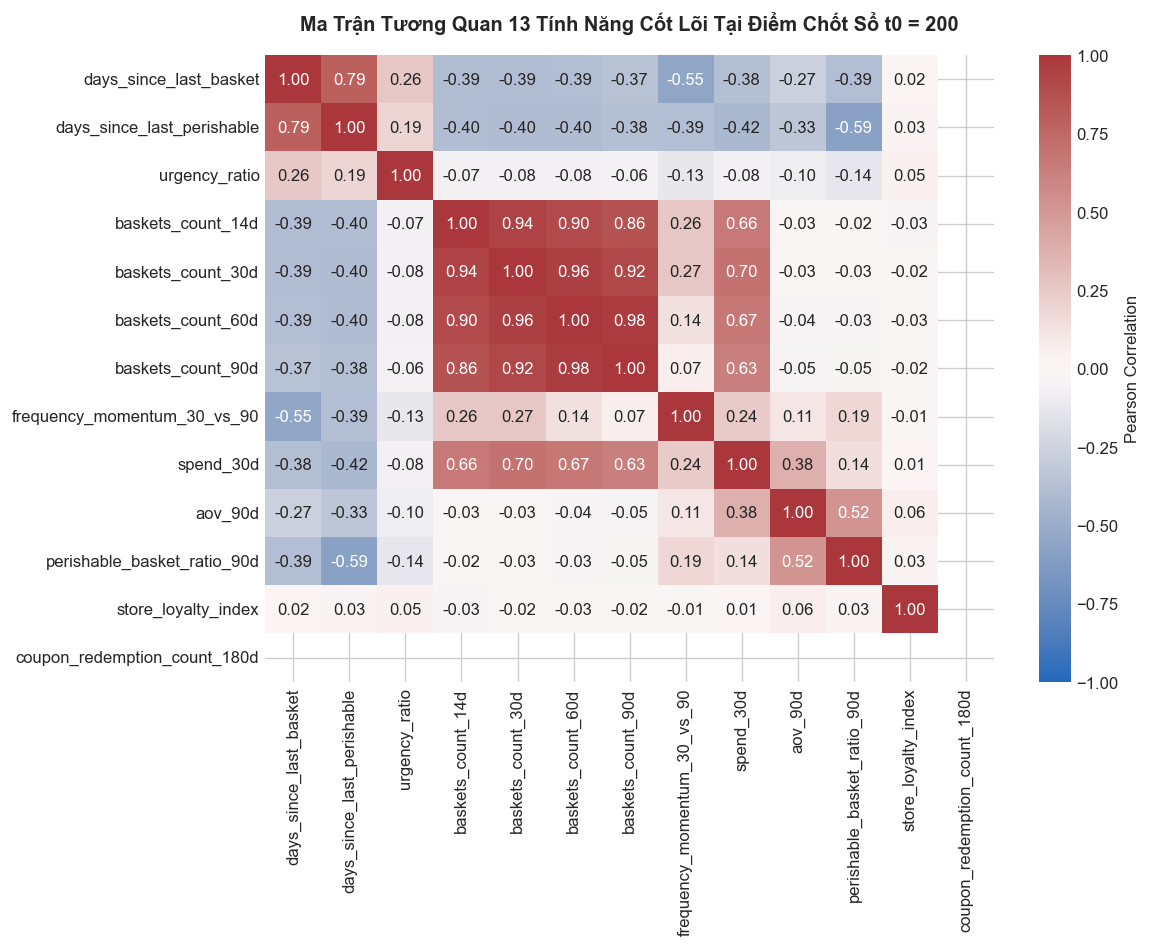 Ma Trận Tương Quan 13 Tính Năng Cốt Lõi Tại Điểm Chốt Sổ t0 = 200
days_since_last_basket 1.00 0.79 0.26 -0.39 -0.39 -0.39 -0.37 -0.55 -0.38 -0.27 -0.39 0.02
days_since_last_perishable 0.79 1.00 0.19 -0.40 -0.40 -0.40 -0.38 -0.39 -0.42 -0.33 -0.59 0.03
urgency_ratio 0.26 0.19 1.00 -0.07 -0.08 -0.08 -0.06 -0.13 -0.08 -0.10 -0.14 0.05
baskets_count_14d -0.39 -0.40 -0.07 1.00 0.94 0.90 0.86 0.26 0.66 -0.03 -0.02 -0.03
baskets_count_30d -0.39 -0.40 -0.08 0.94 1.00 0.96 0.92 0.27 0.70 -0.03 -0.03 -0.02
baskets_count_60d -0.39 -0.40 -0.08 0.90 0.96 1.00 0.98 0.14 0.67 -0.04 -0.03 -0.03
baskets_count_90d -0.37 -0.38 -0.06 0.86 0.92 0.98 1.00 0.07 0.63 -0.05 -0.05 -0.02
frequency_momentum_30_vs_90 -0.55 -0.39 -0.13 0.26 0.27 0.14 0.07 1.00 0.24 0.11 0.19 -0.01
spend_30d -0.38 -0.42 -0.08 0.66 0.70 0.67 0.63 0.24 1.00 0.38 0.14 0.01
aov_90d -0.27 -0.33 -0.10 -0.03 -0.03 -0.04 -0.05 0.11 0.38 1.00 0.52 0.06
perishable_basket_ratio_90d -0.39 -0.59 -0.14 -0.02 -0.03 -0.03 -0.05 0.19 0.14 0.52 1.00 0.03
store_loyalty_index 0.02 0.03 0.05 -0.03 -0.02 -0.03 -0.02 -0.01 0.01 0.06 0.03 1.00
coupon_redemption_count_180d
days_since_last_basket
days_since_last_perishable
urgency_ratio
baskets_count_14d
baskets_count_30d
baskets_count_60d
baskets_count_90d
frequency_momentum_30_vs_90
spend_30d
aov_90d
perishable_basket_ratio_90d
store_loyalty_index
coupon_redemption_count_180d
1.00
0.75
0.50
0.25
0.00
−0.25
−0.50
−0.75
−1.00
Pearson Correlation